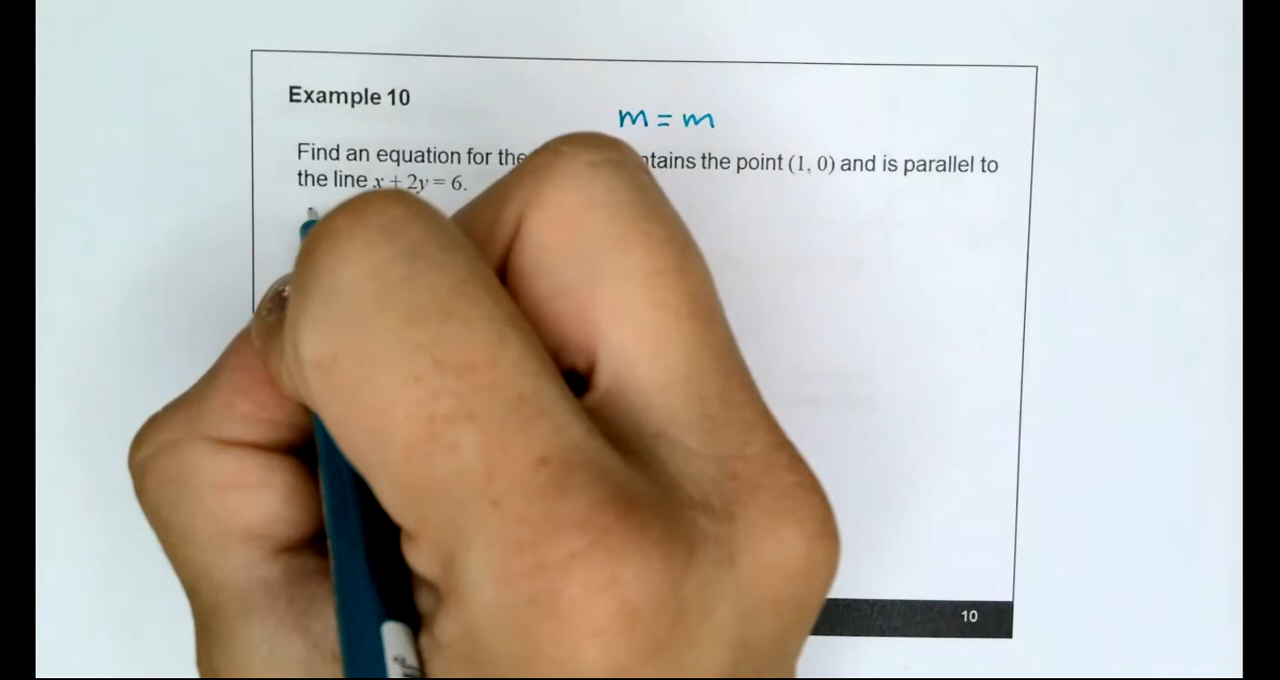 Example 10
m = m
Find an equation for the tains the point (1, 0) and is parallel to
the line x + 2y = 6.
10